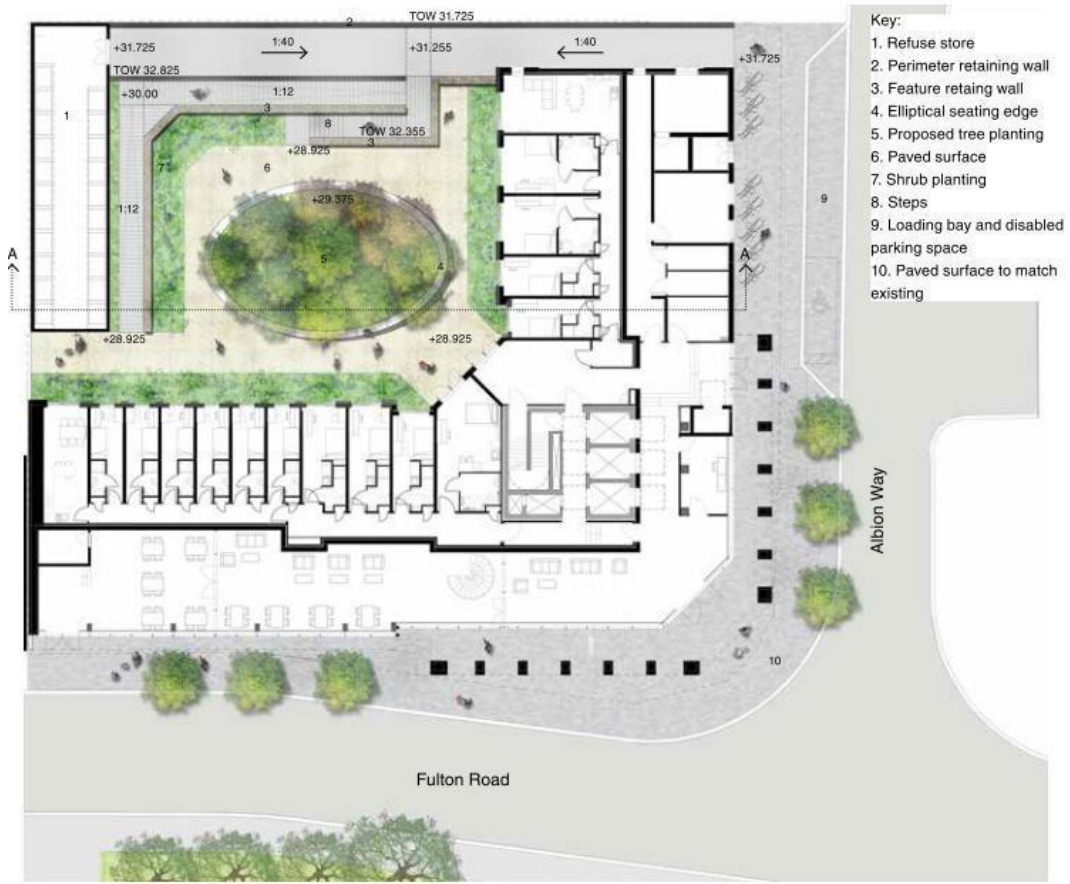 TOW 31.725
2
+31.725
1:40
+31.255
1:40
+31.725
TOW 32.825
+30.00
1:12
3
1
8
TOW 32.355
3
+28.925
7
6
+29.375
1:12
9
A
5
4
A
+28.925
+28.925
Albion Way
10
Fulton Road
Key:
1. Refuse store
2. Perimeter retaining wall
3. Feature retaing wall
4. Elliptical seating edge
5. Proposed tree planting
6. Paved surface
7. Shrub planting
8. Steps
9. Loading bay and disabled
parking space
10. Paved surface to match
existing